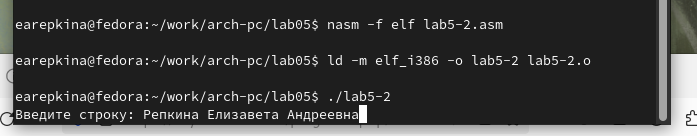 earepkina@fedora:~/work/arch-pc/lab05$ nasm -f elf lab5-2.asm
earepkina@fedora:~/work/arch-pc/lab05$ ld -m elf_i386 -o lab5-2 lab5-2.o
earepkina@fedora:~/work/arch-pc/lab05$ ./lab5-2
Введите строку: Репкина Елизавета Андреевна